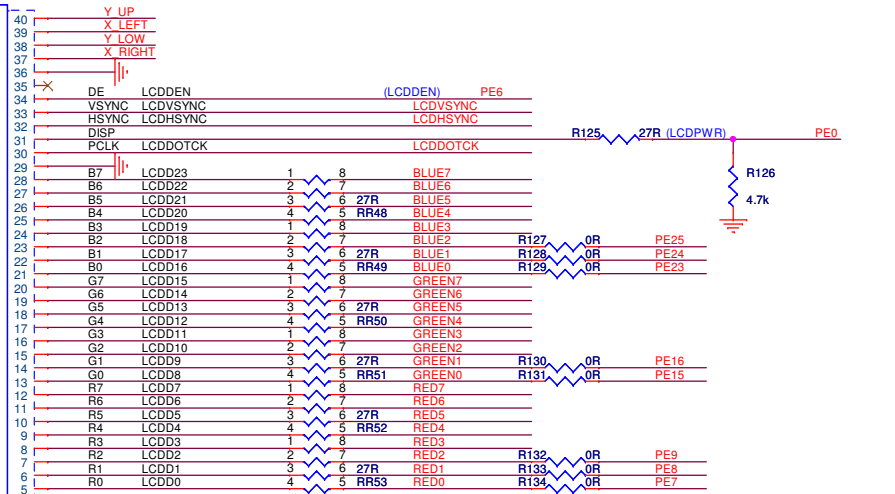 40 Y_UP
39 X_LEFT
38 Y_LOW
37 X_RIGHT
36
35
34 DE LCDDEN (LCDDEN) PE6
33 VSYNC LCDVSYNC LCDVSYNC
32 HSYNC LCDHSYNC LCDHSYNC
31 DISP R125 27R (LCDPWR) PE0
30 PCLK LCDDOTCK LCDDOTCK
29
R126
4.7k
28 B7 LCDD23 1 8 BLUE7
27 B6 LCDD22 2 7 BLUE6
26 B5 LCDD21 3 6 27R BLUE5
25 B4 LCDD20 4 5 RR48 BLUE4
24 B3 LCDD19 1 8 BLUE3
23 B2 LCDD18 2 7 BLUE2 R127 0R PE25
22 B1 LCDD17 3 6 27R BLUE1 R128 0R PE24
21 B0 LCDD16 4 5 RR49 BLUE0 R129 0R PE23
20 G7 LCDD15 1 8 GREEN7
19 G6 LCDD14 2 7 GREEN6
18 G5 LCDD13 3 6 27R GREEN5
17 G4 LCDD12 4 5 RR50 GREEN4
16 G3 LCDD11 1 8 GREEN3
15 G2 LCDD10 2 7 GREEN2
14 G1 LCDD9 3 6 27R GREEN1 R130 0R PE16
13 G0 LCDD8 4 5 RR51 GREEN0 R131 0R PE15
12 R7 LCDD7 1 8 RED7
11 R6 LCDD6 2 7 RED6
10 R5 LCDD5 3 6 27R RED5
9 R4 LCDD4 4 5 RR52 RED4
8 R3 LCDD3 1 8 RED3
7 R2 LCDD2 2 7 RED2 R132 0R PE9
6 R1 LCDD1 3 6 27R RED1 R133 0R PE8
5 R0 LCDD0 4 5 RR53 RED0 R134 0R PE7